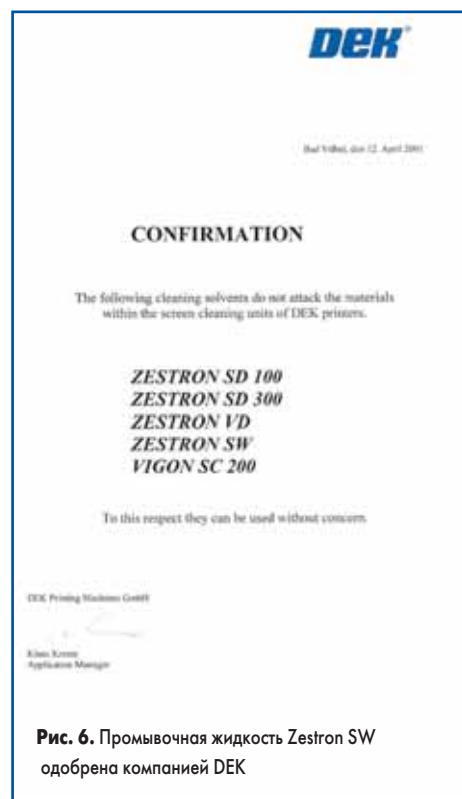 DEK
Bad Vilbel, den 12. April 2001
CONFIRMATION
The following cleaning solvents do not attack the materials
within the screen cleaning units of DEK printers.
ZESTRON SD 100
ZESTRON SD 300
ZESTRON VD
ZESTRON SW
VIGON SC 200
To this respect they can be used without concern.
DEK Printing Machines GmbH
Klaus
Application Manager
Рис. 6. Промывочная жидкость Zestron SW
одобрена компанией DEK